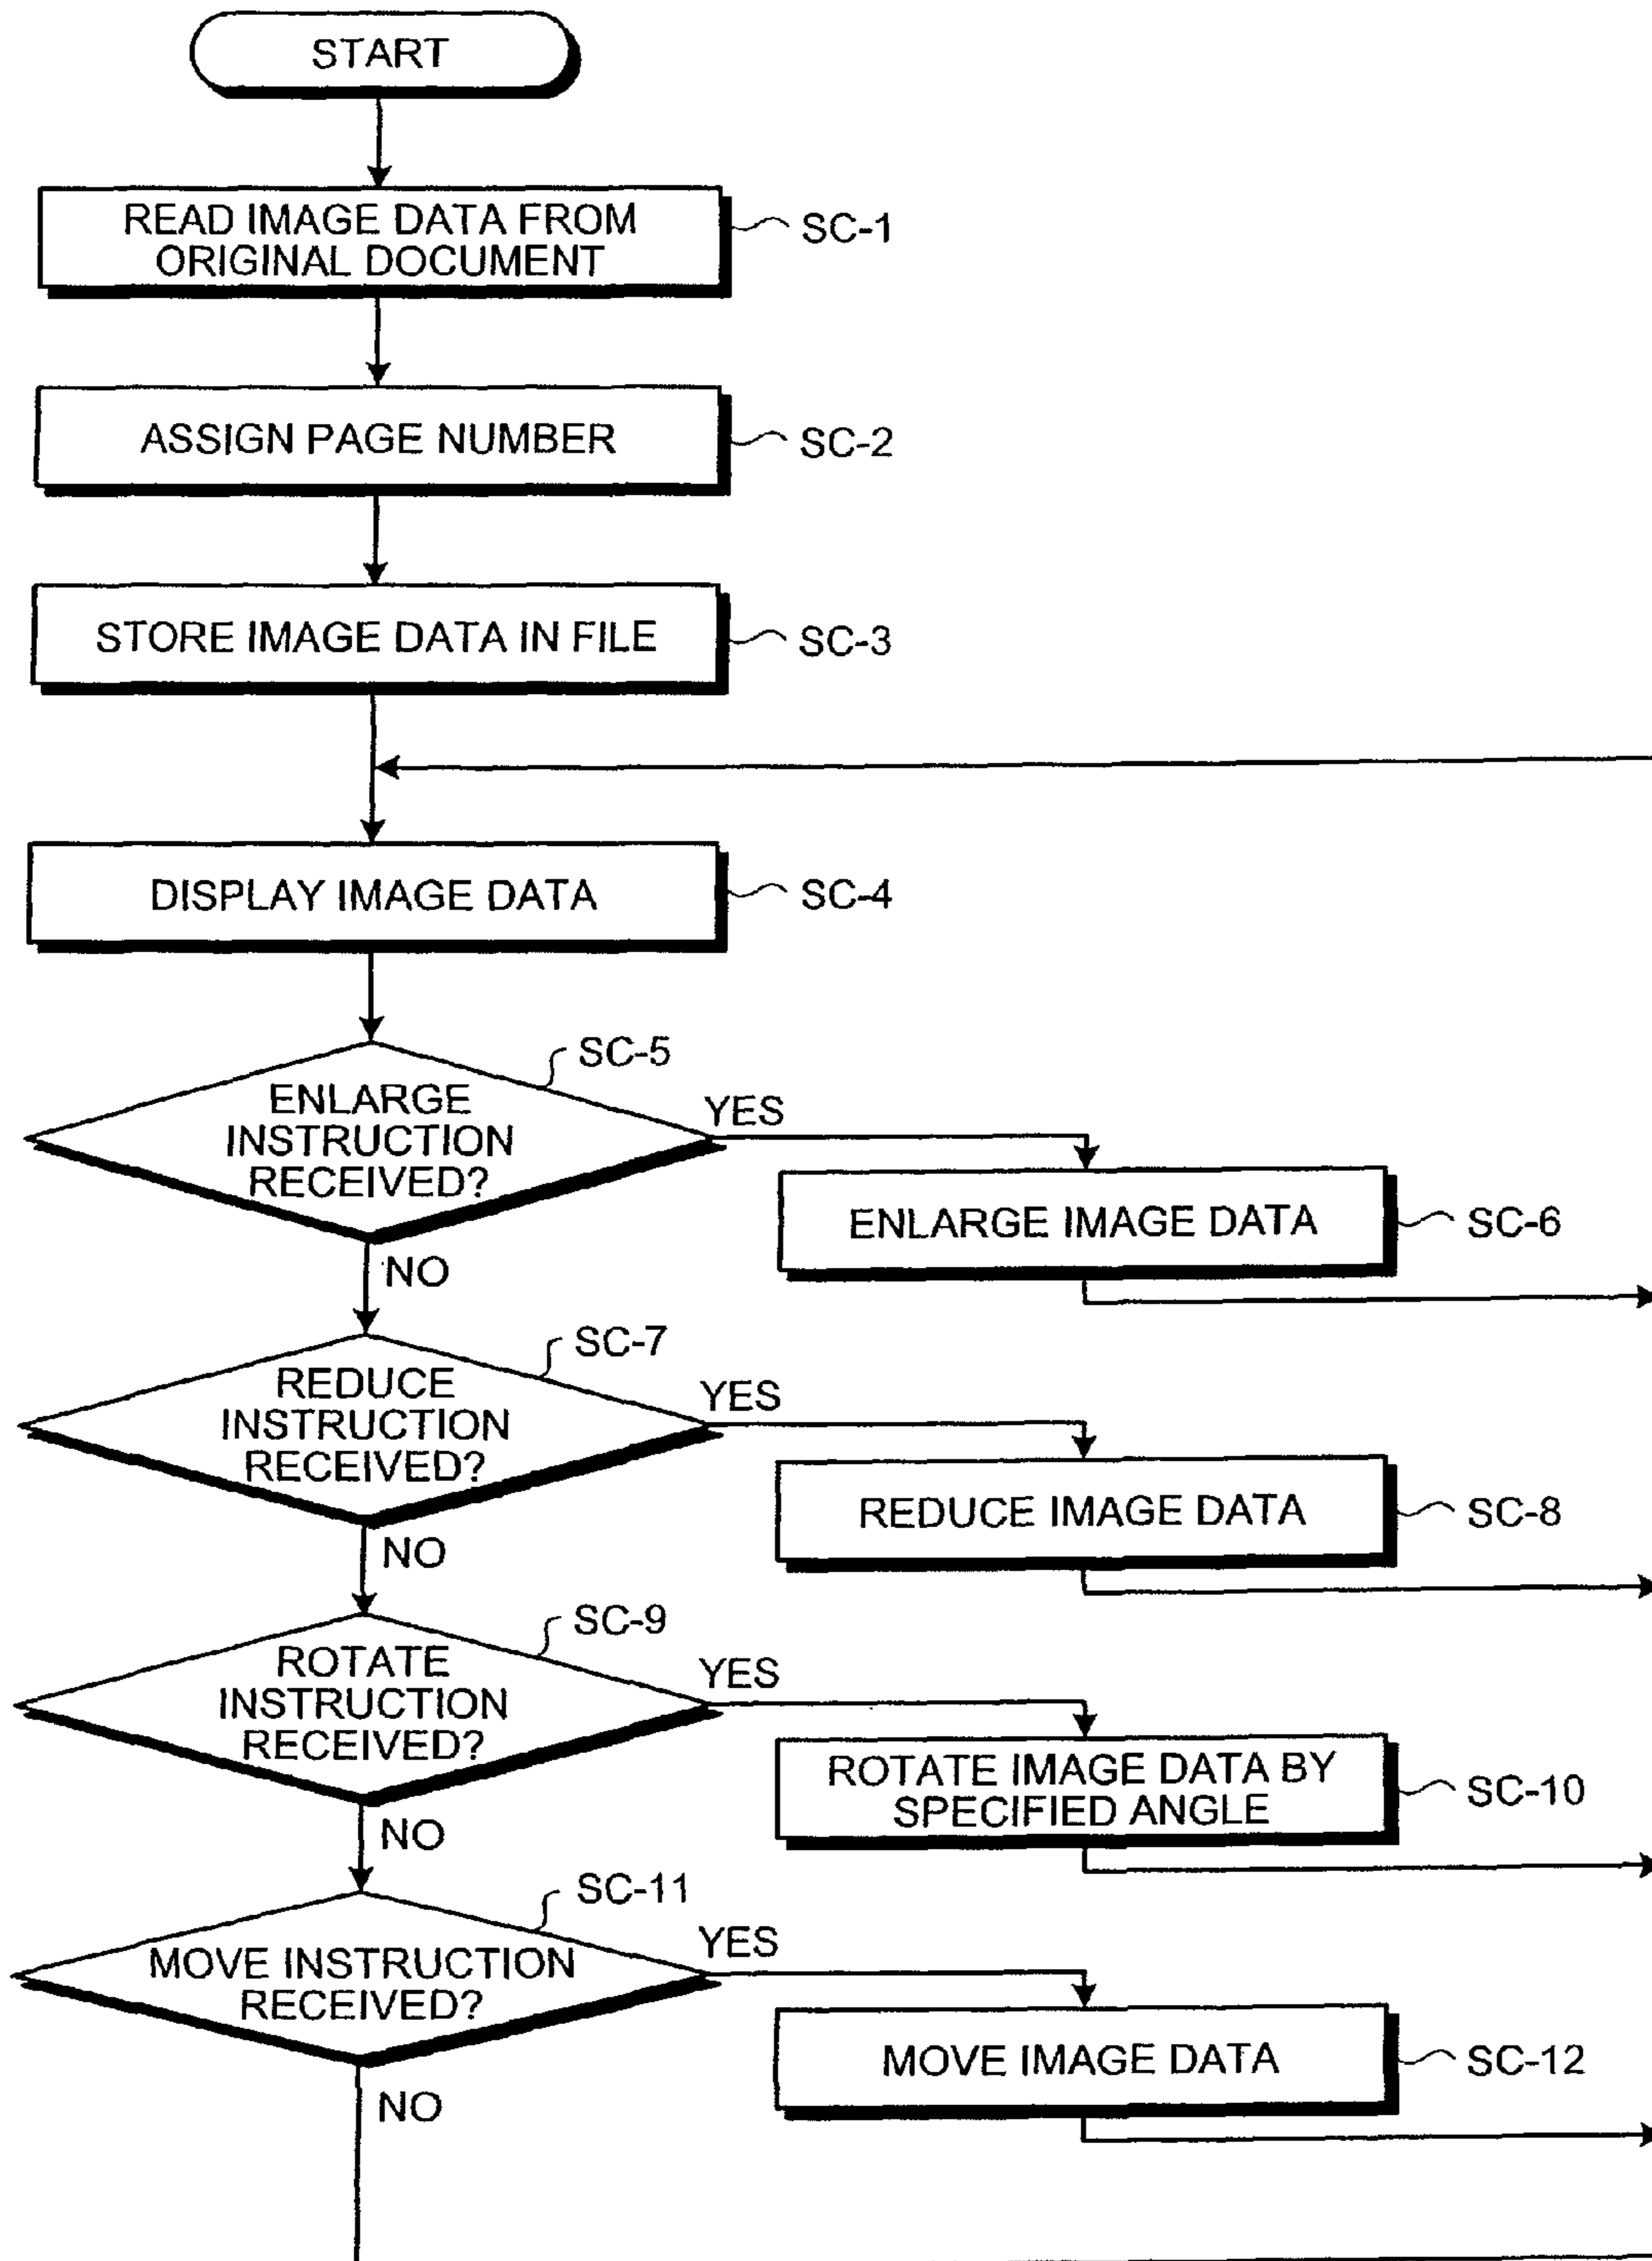 START
READ IMAGE DATA FROM
ORIGINAL DOCUMENT
SC-1
ASSIGN PAGE NUMBER
SC-2
STORE IMAGE DATA IN FILE
SC-3
DISPLAY IMAGE DATA
SC-4
SC-5
ENLARGE
INSTRUCTION
RECEIVED?
YES
ENLARGE IMAGE DATA
SC-6
NO
SC-7
REDUCE
INSTRUCTION
RECEIVED?
YES
REDUCE IMAGE DATA
SC-8
NO
SC-9
ROTATE
INSTRUCTION
RECEIVED?
YES
ROTATE IMAGE DATA BY
SPECIFIED ANGLE
SC-10
NO
SC-11
MOVE INSTRUCTION
RECEIVED?
YES
MOVE IMAGE DATA
SC-12
NO